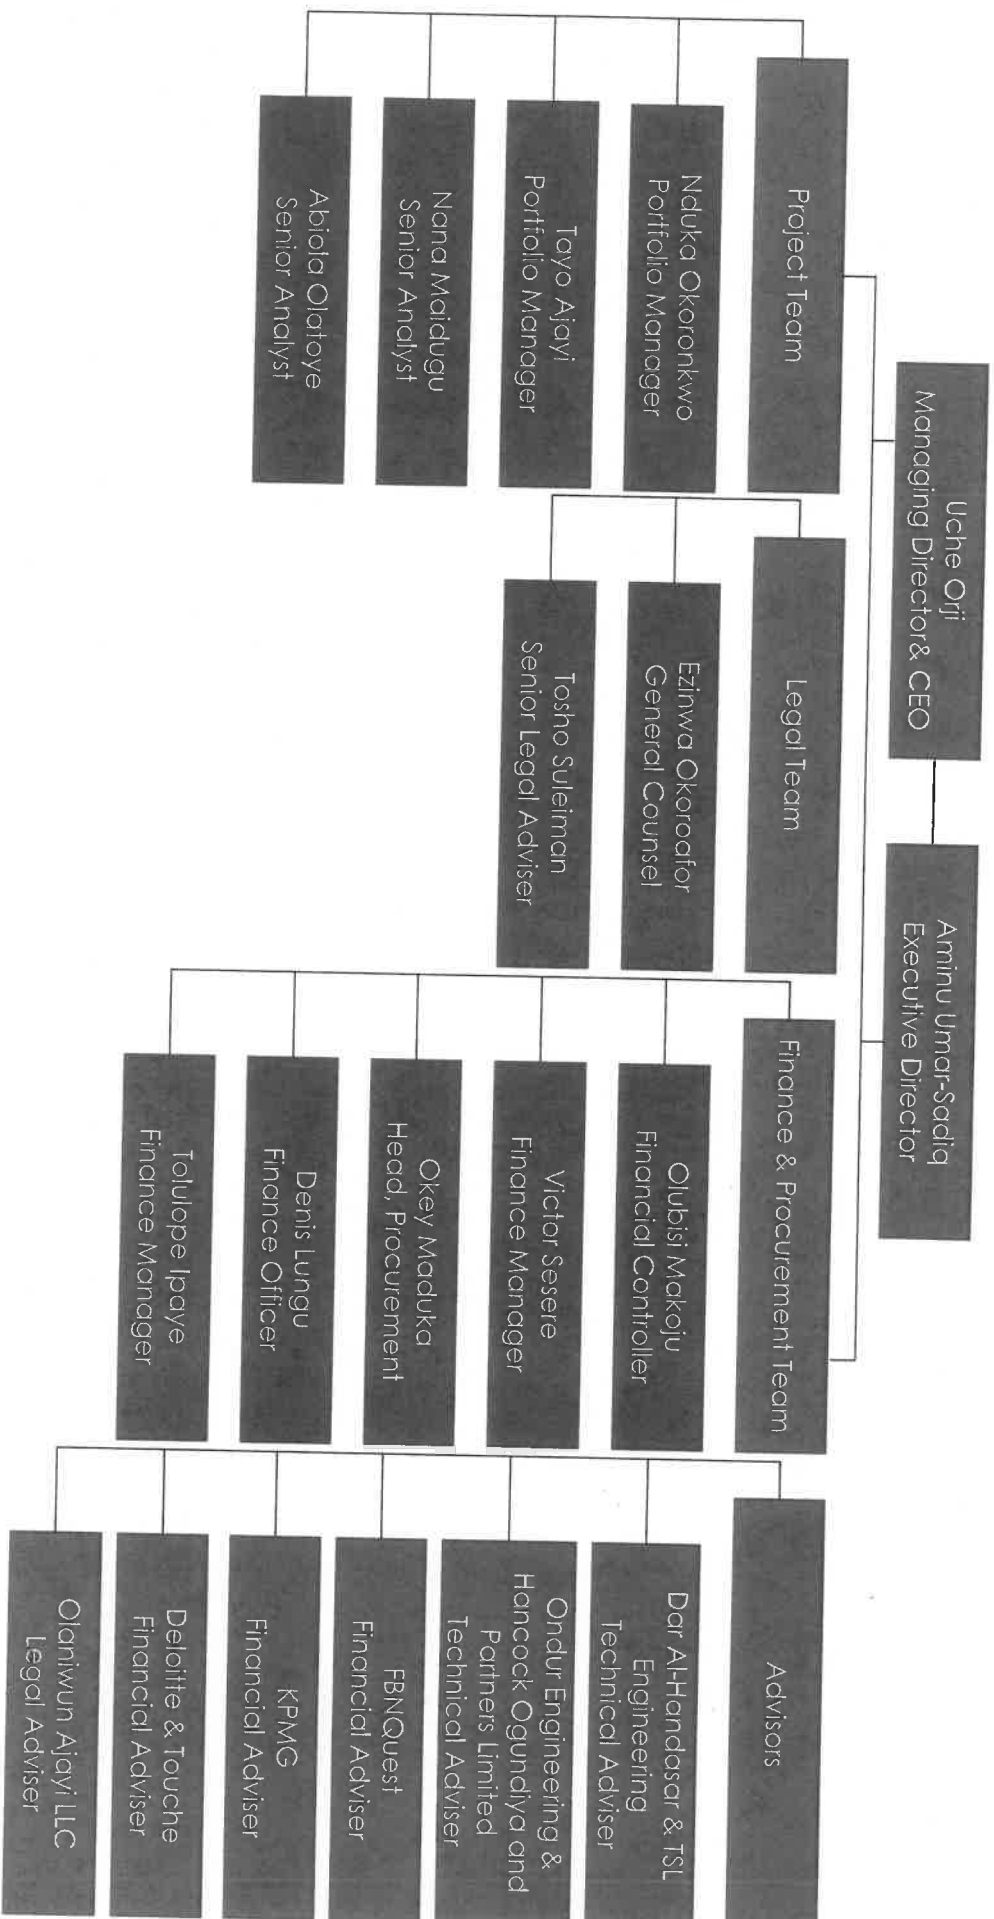 Uche Orji
Managing Director& CEO
Aminu Umar-Sadiq
Executive Director
Project Team
Nduka Okoronkwo
Portfolio Manager
Tayo Ajayi
Portfolio Manager
Nana Maidugu
Senior Analyst
Abiola Olatoye
Senior Analyst
Legal Team
Ezinwa Okoroafor
General Counsel
Tosho Suleiman
Senior Legal Adviser
Finance & Procurement Team
Olubisi Makoju
Financial Controller
Victor Sesere
Finance Manager
Okey Maduka
Head, Procurement
Denis Lungu
Finance Officer
Tolulope Ipaye
Finance Manager
Advisors
Dar Al-Handasar & TSL
Engineering
Technical Adviser
Ondur Engineering &
Hancock Ogundiya and
Partners Limited
Technical Adviser
FBNQuest
Financial Adviser
KPMG
Financial Adviser
Deloitte & Touche
Financial Adviser
Olaniwun Ajayi LLC
Legal Adviser